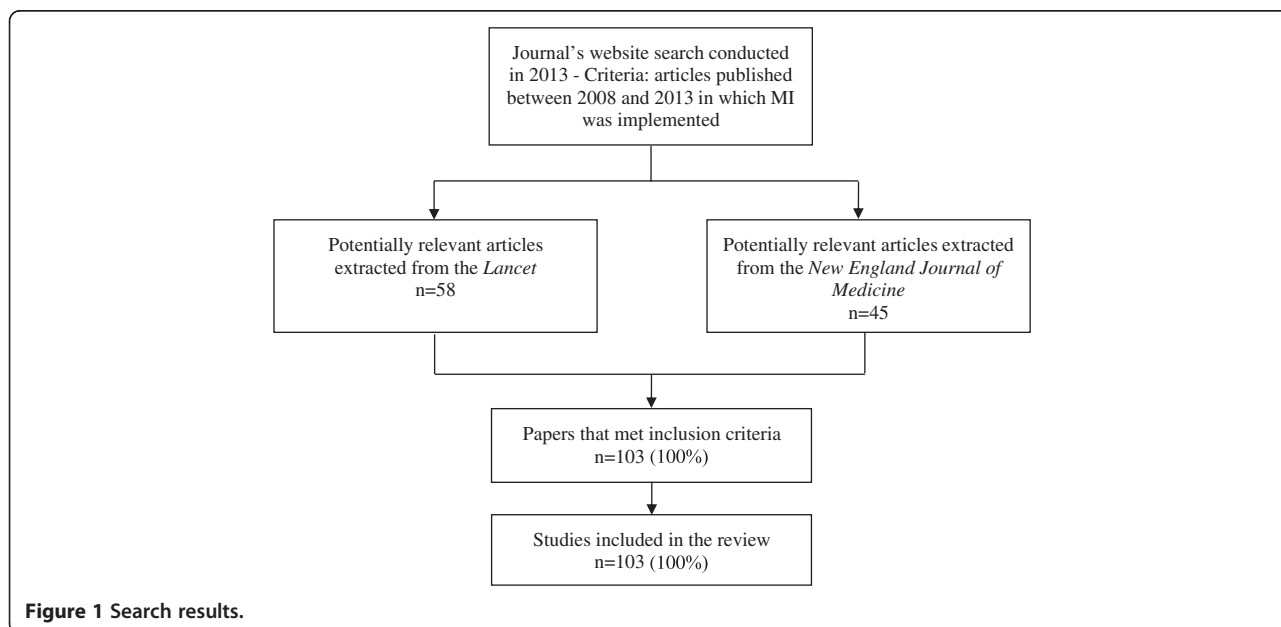 Journal’s website search conducted
in 2013 - Criteria: articles published
between 2008 and 2013 in which MI
was implemented
Potentially relevant articles
extracted from the Lancet
n=58
Potentially relevant articles extracted
from the New England Journal of
Medicine
n=45
Papers that met inclusion criteria
n=103 (100%)
Studies included in the review
n=103 (100%)
Figure 1 Search results.